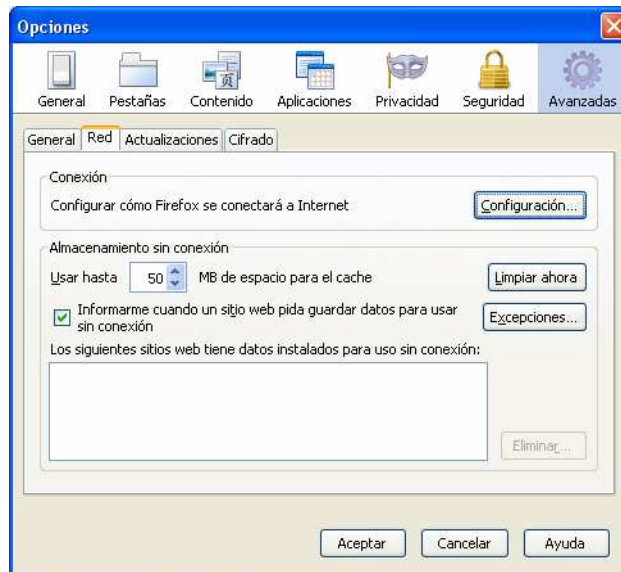 Opciones
General Pestañas Contenido Aplicaciones Privacidad Seguridad Avanzadas
General Red Actualizaciones Cifrado
Conexión
Configurar cómo Firefox se conectará a Internet Configuración...
Almacenamiento sin conexión
Usar hasta 50 MB de espacio para el cache Limpiar ahora
Informarme cuando un sitio web pida guardar datos para usar
sin conexión
Excepciones...
Los siguientes sitios web tiene datos instalados para uso sin conexión:
Eliminar...
Aceptar Cancelar Ayuda